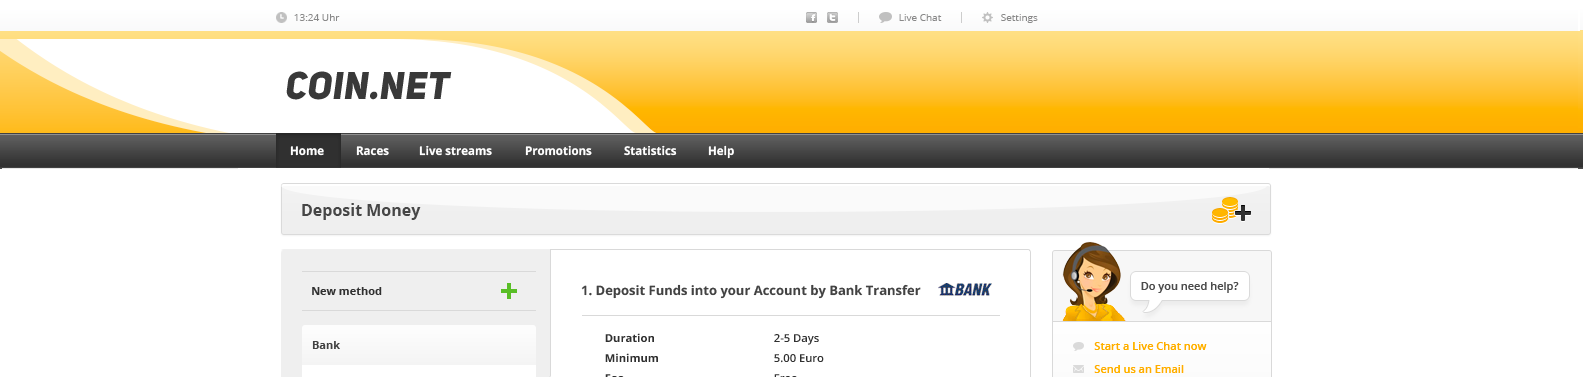 13:24 Uhr
Live Chat
Settings
COIN.NET
Home Races Live streams Promotions Statistics Help
Deposit Money
New method
Bank
1. Deposit Funds into your Account by Bank Transfer
BANK
Duration 2-5 Days
Minimum 5.00 Euro
Fee Free
Do you need help?
Start a Live Chat now
Send us an Email